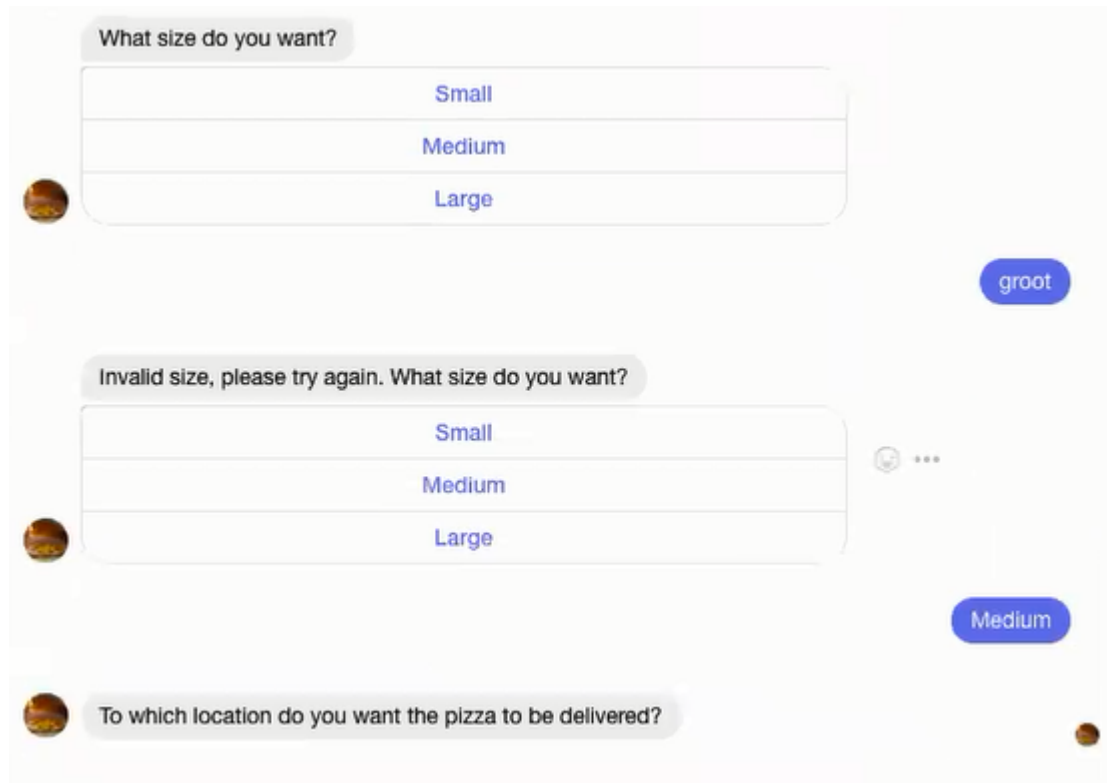 What size do you want?
Small
Medium
Large
groot
Invalid size, please try again. What size do you want?
Small
Medium
Large
Medium
To which location do you want the pizza to be delivered?